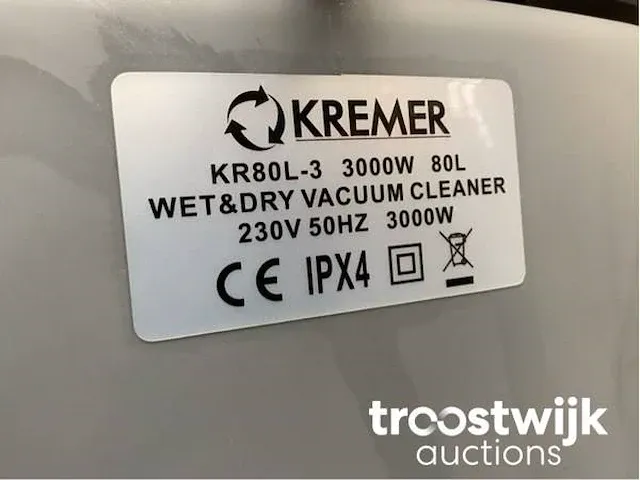 KREMER
KR80L-3 3000W 80L
WET&DRY VACUUM CLEANER
230V 50HZ 3000W
CE IPX4
troostwijk
auctions